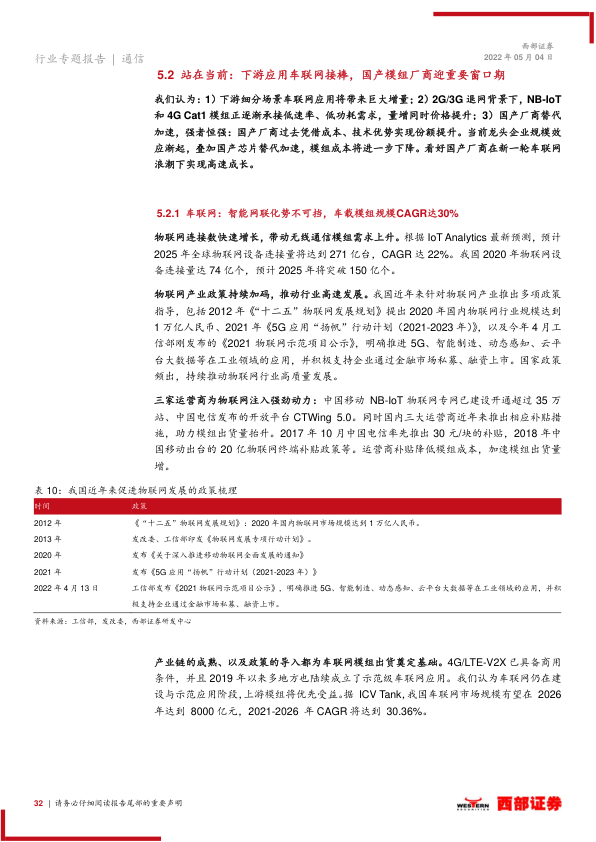 行业专题报告 | 通信
西部证券
2022 年 05 月 04 日
5.2 站在当前：下游应用车联网接棒，国产模组厂商迎重要窗口期
我们认为：1）下游细分场景车联网应用将带来巨大增量；2）2G/3G 退网背景下，NB-IoT
和 4G Cat1 模组正逐渐承接低速率、低功耗需求，量增同时价格提升；3）国产厂商替代
加速，强者恒强：国产厂商过去凭借成本、技术优势实现份额提升。当前龙头企业规模效
应渐起，叠加国产芯片替代加速，模组成本将进一步下降。看好国产厂商在新一轮车联网
浪潮下实现高速成长。
5.2.1 车联网：智能网联化势不可挡，车载模组规模CAGR达30%
物联网连接数快速增长，带动无线通信模组需求上升。根据 IoT Analytics 最新预测，预计
2025 年全球物联网设备连接量将达到 271 亿台，CAGR 达 22%。我国 2020 年物联网设
备连接量达 74 亿个，预计 2025 年将突破 150 亿个。
物联网产业政策持续加码，推动行业高速发展。我国近来年针对物联网产业推出多项政策
指导，包括 2012 年《“十二五”物联网发展规划》提出 2020 年国内物联网行业规模达到
1 万亿人民币、2021 年《5G 应用“扬帆”行动计划（2021-2023 年）》，以及今年 4 月工
信部刚发布的《2021 物联网示范项目公示》，明确推进 5G、智能制造、动态感知、云平
台大数据等在工业领域的应用，并积极支持企业通过金融市场私募、融资上市。国家政策
频出，持续推动物联网行业高质量发展。
三家运营商为物联网注入强劲动力：中国移动 NB-IoT 物联网专网已建设开通超过 35 万
站、中国电信发布的开放平台 CTWing 5.0。同时国内三大运营商近年来推出相应补贴措
施，助力模组出货量抬升。2017 年 10 月中国电信率先推出 30 元/块的补贴，2018 年中
国移动出台的 20 亿物联网终端补贴政策等。运营商补贴降低模组成本，加速模组出货量
增。
表 10：我国近年来促进物联网发展的政策梳理
时间 政策
2012 年 《“十二五”物联网发展规划》：2020 年国内物联网市场规模达到 1 万亿人民币。
2013 年 发改委、工信部印发《物联网发展专项行动计划》。
2020 年 发布《关于深入推进移动物联网全面发展的通知》
2021 年 发布《5G 应用“扬帆”行动计划（2021-2023 年）》
2022 年 4 月 13 日 工信部发布《2021 物联网示范项目公示》，明确推进 5G、智能制造、动态感知、云平台大数据等在工业领域的应用，并积
极支持企业通过金融市场私募、融资上市。
资料来源：工信部，发改委，西部证券研发中心
产业链的成熟、以及政策的导入都为车联网模组出货奠定基础。4G/LTE-V2X 已具备商用
条件，并且 2019 年以来多地方也陆续成立了示范级车联网应用。我们认为车联网仍在建
设与示范应用阶段，上游模组将优先受益。据 ICV Tank，我国车联网市场规模有望在 2026
年达到 8000 亿元，2021-2026 年 CAGR 将达到 30.36%。
32 | 请务必仔细阅读报告尾部的重要声明
WESTERN
SECURITIES
西部证券